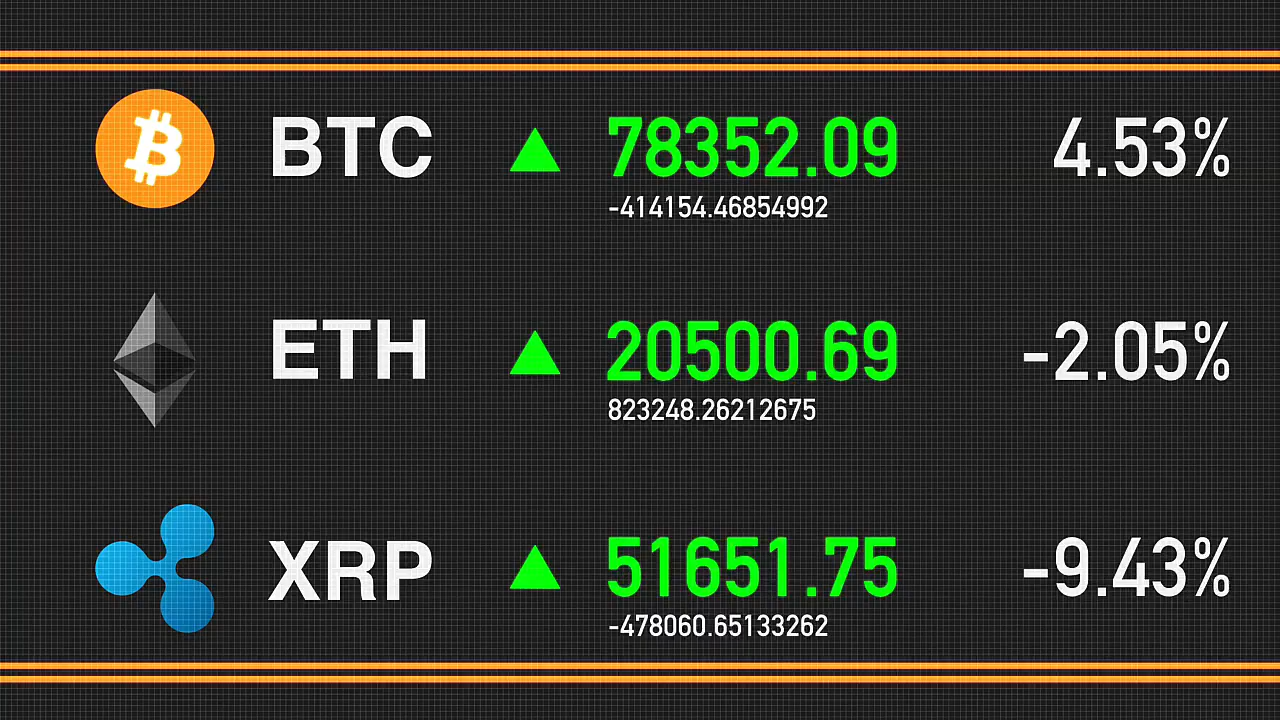 BTC ▲ 78352.09 4.53%
-414154.46854992
ETH ▲ 20500.69 -2.05%
823248.26212675
XRP ▲ 51651.75 -9.43%
-478060.65133262